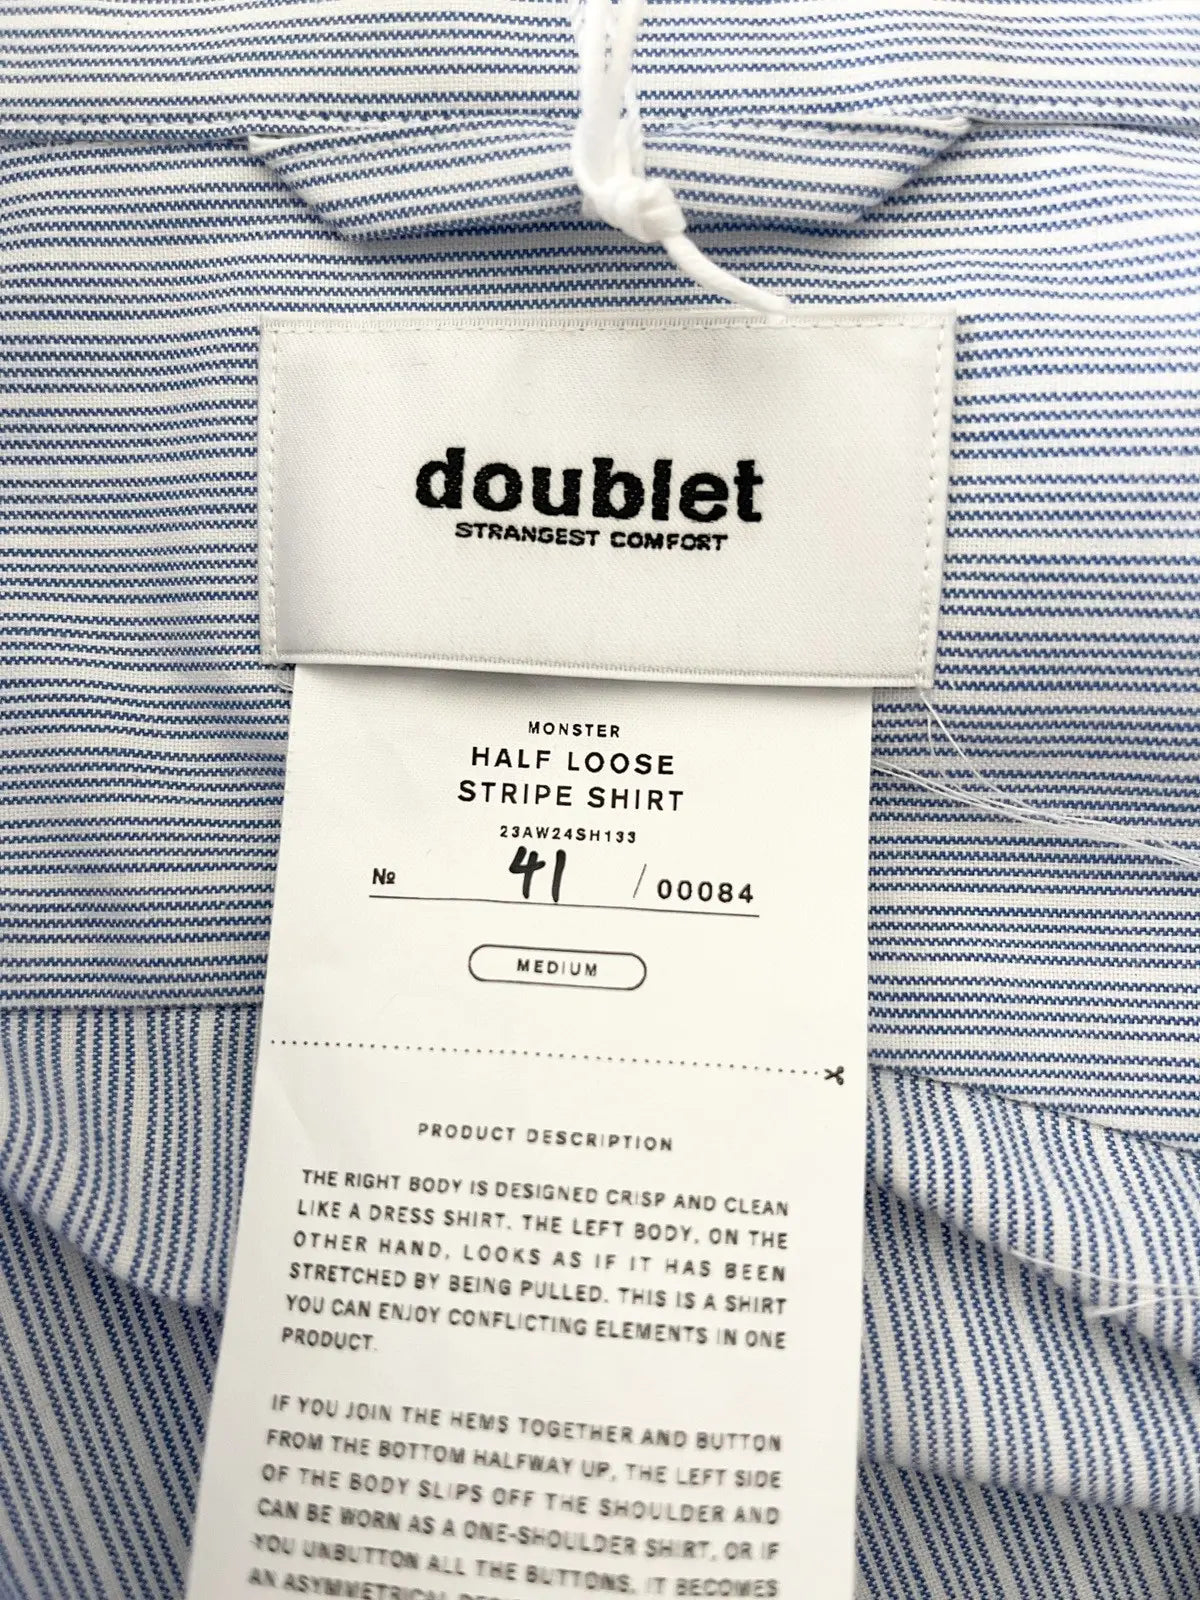 doublet
STRANGEST COMFORT
MONSTER
HALF LOOSE
STRIPE SHIRT
23AW24SH133
№ 41 / 00084
MEDIUM
PRODUCT DESCRIPTION
THE RIGHT BODY IS DESIGNED CRISP AND CLEAN
LIKE A DRESS SHIRT. THE LEFT BODY, ON THE
OTHER HAND, LOOKS AS IF IT HAS BEEN
STRETCHED BY BEING PULLED. THIS IS A SHIRT
YOU CAN ENJOY CONFLICTING ELEMENTS IN ONE
PRODUCT.
IF YOU JOIN THE HEMS TOGETHER AND BUTTON
FROM THE BOTTOM HALFWAY UP, THE LEFT SIDE
OF THE BODY SLIPS OFF THE SHOULDER AND
CAN BE WORN AS A ONE-SHOULDER SHIRT, OR IF
YOU UNBUTTON ALL THE BUTTONS, IT BECOMES
AN ASYMMETRICAL